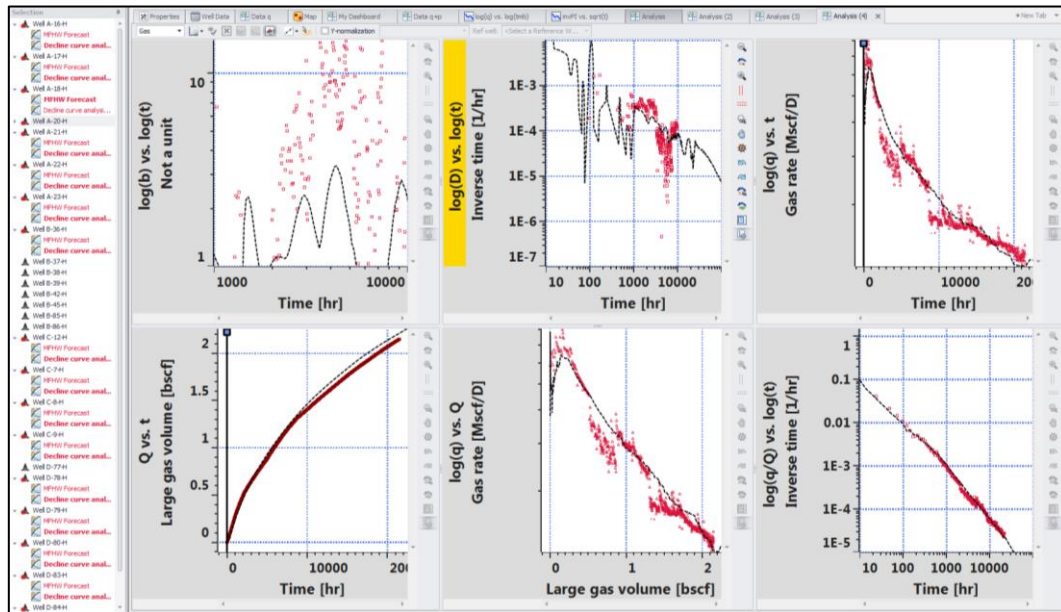 Selection
Well A-16-H
MFHW Forecast
Decline curve anal...
Well A-17-H
MFHW Forecast
Decline curve anal...
Well A-18-H
MFHW Forecast
Decline curve analys...
Well A-20-H
Well A-21-H
MFHW Forecast
Decline curve anal...
Well A-22-H
MFHW Forecast
Decline curve anal...
Well A-23-H
MFHW Forecast
Decline curve anal...
Well B-36-H
MFHW Forecast
Decline curve anal...
Well B-37-H
Well B-38-H
Well B-39-H
Well B-42-H
Well B-45-H
Well B-85-H
Well B-86-H
Well C-12-H
MFHW Forecast
Decline curve anal...
Well C-7-H
MFHW Forecast
Decline curve anal...
Well C-8-H
MFHW Forecast
Decline curve anal...
Well C-9-H
MFHW Forecast
Decline curve anal...
Well D-77-H
Well D-78-H
MFHW Forecast
Decline curve anal...
Well D-79-H
MFHW Forecast
Decline curve anal...
Well D-80-H
MFHW Forecast
Decline curve anal...
Well D-83-H
MFHW Forecast
Decline curve anal...
Well D-84-H
Properties Well Data Data q Map My Dashboard Data q+p log(q) vs. log(tmb) invPI vs. sqrt(t) Analysis Analysis (2) Analysis (3) Analysis (4) New Tab
Gas Y-normalization Ref well: <Select a Reference W...
log(b) vs. log(t)
Not a unit
10
1
1000 10000
Time [hr]
log(D) vs. log(t)
Inverse time [1/hr]
1E-3
1E-4
1E-5
1E-6
1E-7
10 100 1000 10000
Time [hr]
log(q) vs. t
Gas rate [Mscf/D]
0 10000 200
Time [hr]
Q vs. t
Large gas volume [bscf]
2
1.5
1
0.5
0
0 10000 200
Time [hr]
log(q) vs. Q
Gas rate [Mscf/D]
0 1 2
Large gas volume [bscf]
log(q/Q) vs. log(t)
Inverse time [1/hr]
1
0.1
0.01
1E-3
1E-4
1E-5
10 100 1000 10000
Time [hr]